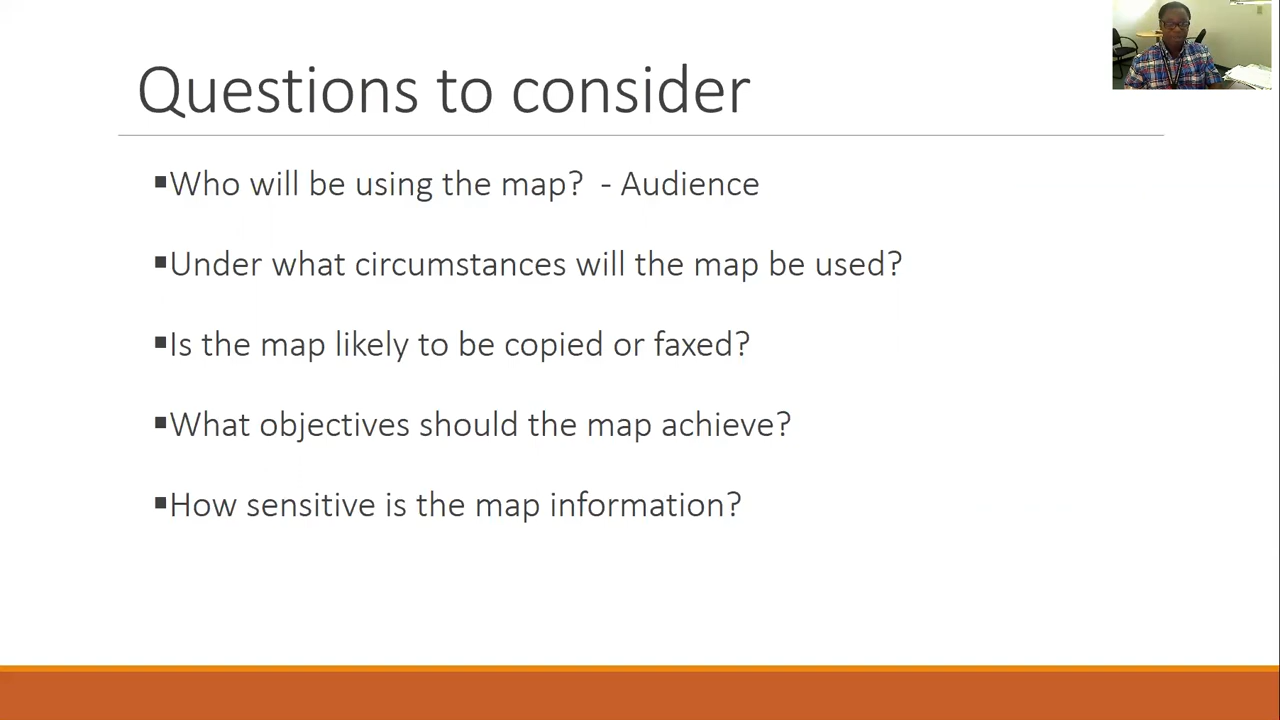 Questions to consider
▪Who will be using the map?  - Audience
▪Under what circumstances will the map be used?
▪Is the map likely to be copied or faxed?
▪What objectives should the map achieve?
▪How sensitive is the map information?